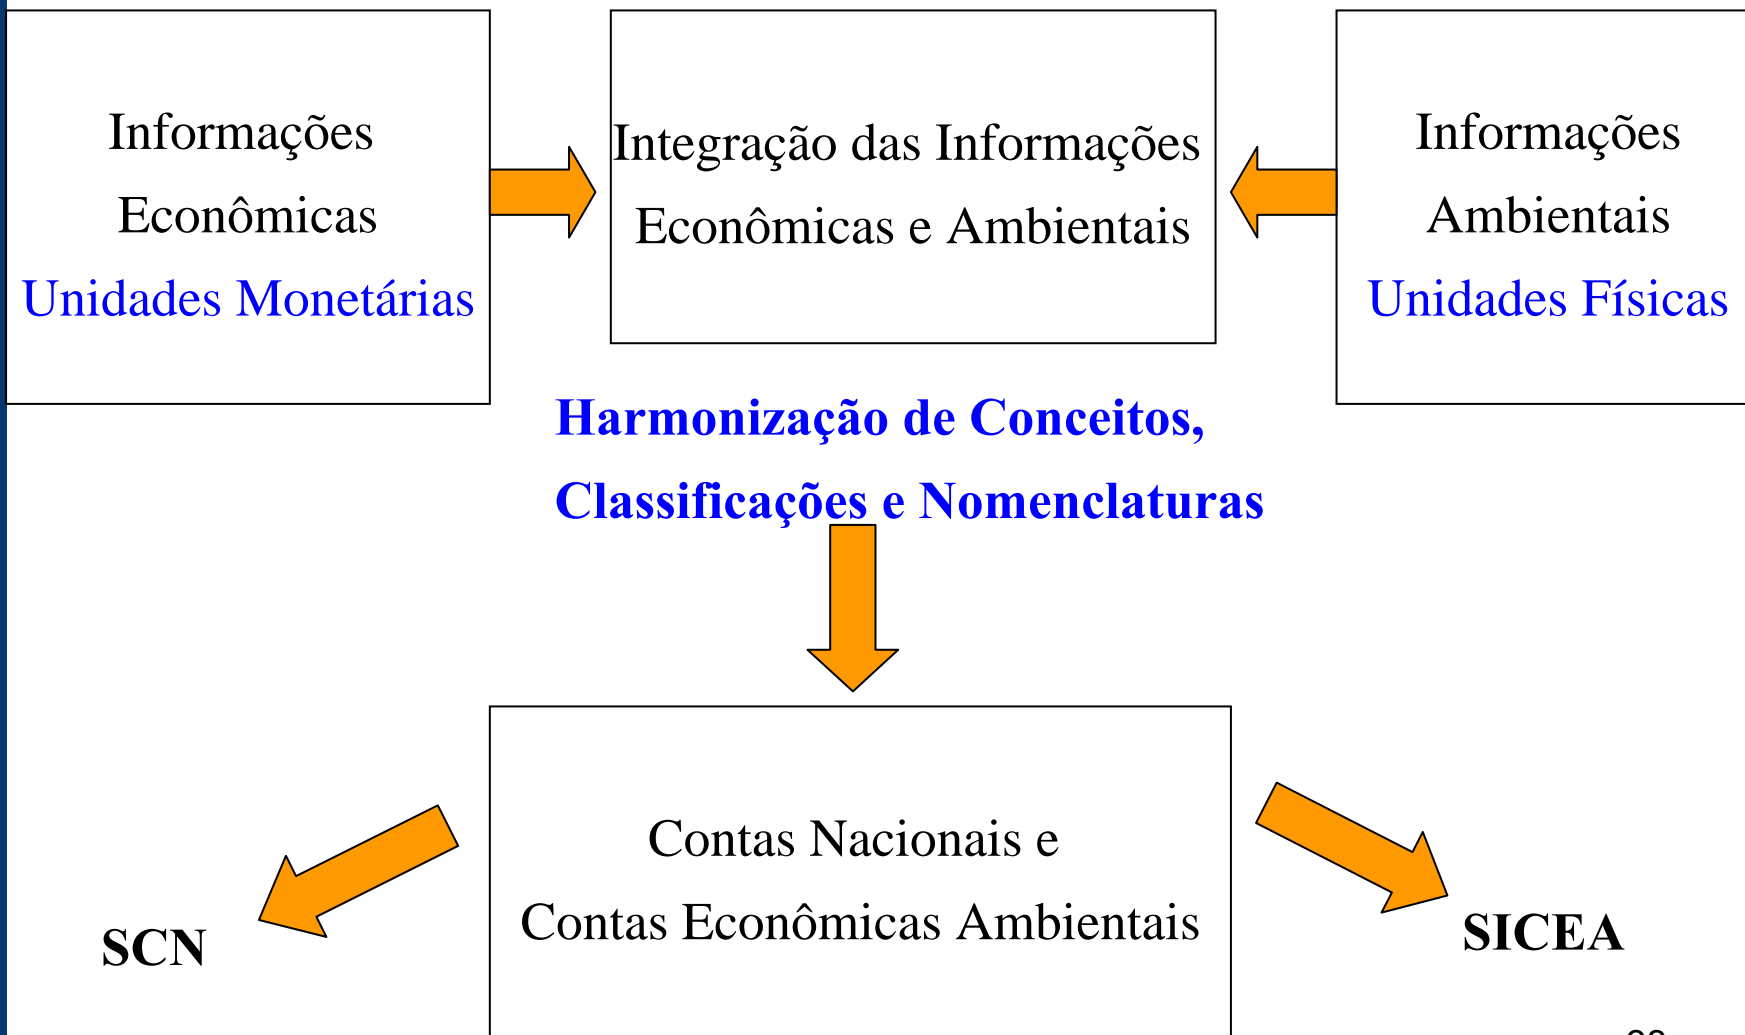 Informações
Econômicas
Unidades Monetárias
Integração das Informações
Econômicas e Ambientais
Informações
Ambientais
Unidades Físicas
Harmonização de Conceitos,
Classificações e Nomenclaturas
Contas Nacionais e
Contas Econômicas Ambientais
SCN
SICEA